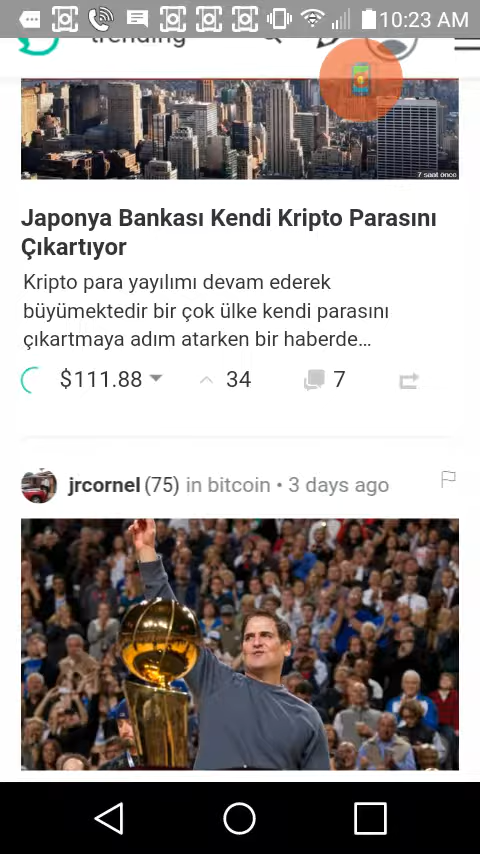 10:23 AM
trending
7 saat önce
Japonya Bankası Kendi Kripto Parasını
Çıkartıyor
Kripto para yayılımı devam ederek
büyümektedir bir çok ülke kendi parasını
çıkartmaya adım atarken bir haberde...
$111.88 34 7
jrcornel (75) in bitcoin • 3 days ago